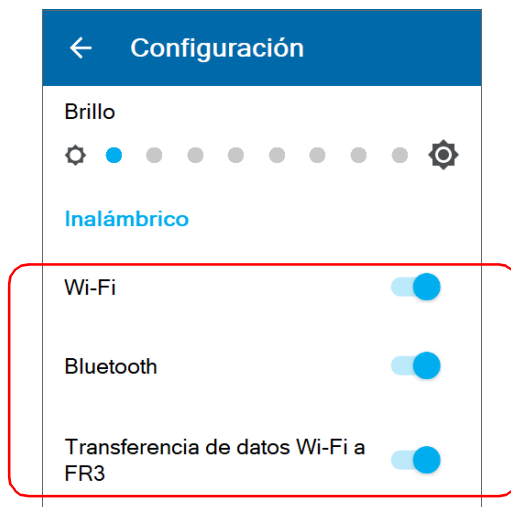 Configuración
Brillo
Inalámbrico
Wi-Fi
Bluetooth
Transferencia de datos Wi-Fi a
FR3